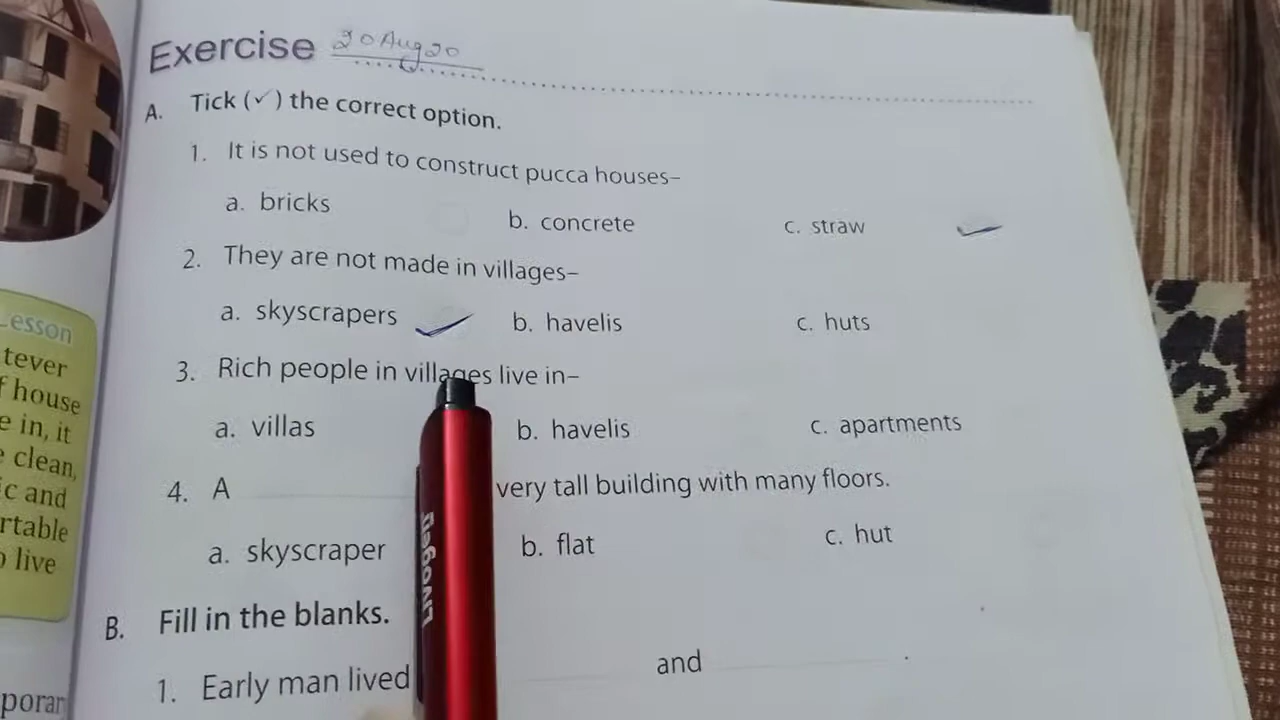 Exercise 20 Aug 20
A. Tick (✓) the correct option.
1. It is not used to construct pucca houses–
a. bricks b. concrete c. straw ✓
2. They are not made in villages–
a. skyscrapers ✓ b. havelis c. huts
3. Rich people in villages live in–
a. villas b. havelis c. apartments
4. A very tall building with many floors.
a. skyscraper b. flat c. hut
B. Fill in the blanks.
1. Early man lived and .
Lesson
tever
f house
e in, it
e clean,
ic and
rtable
o live
porar